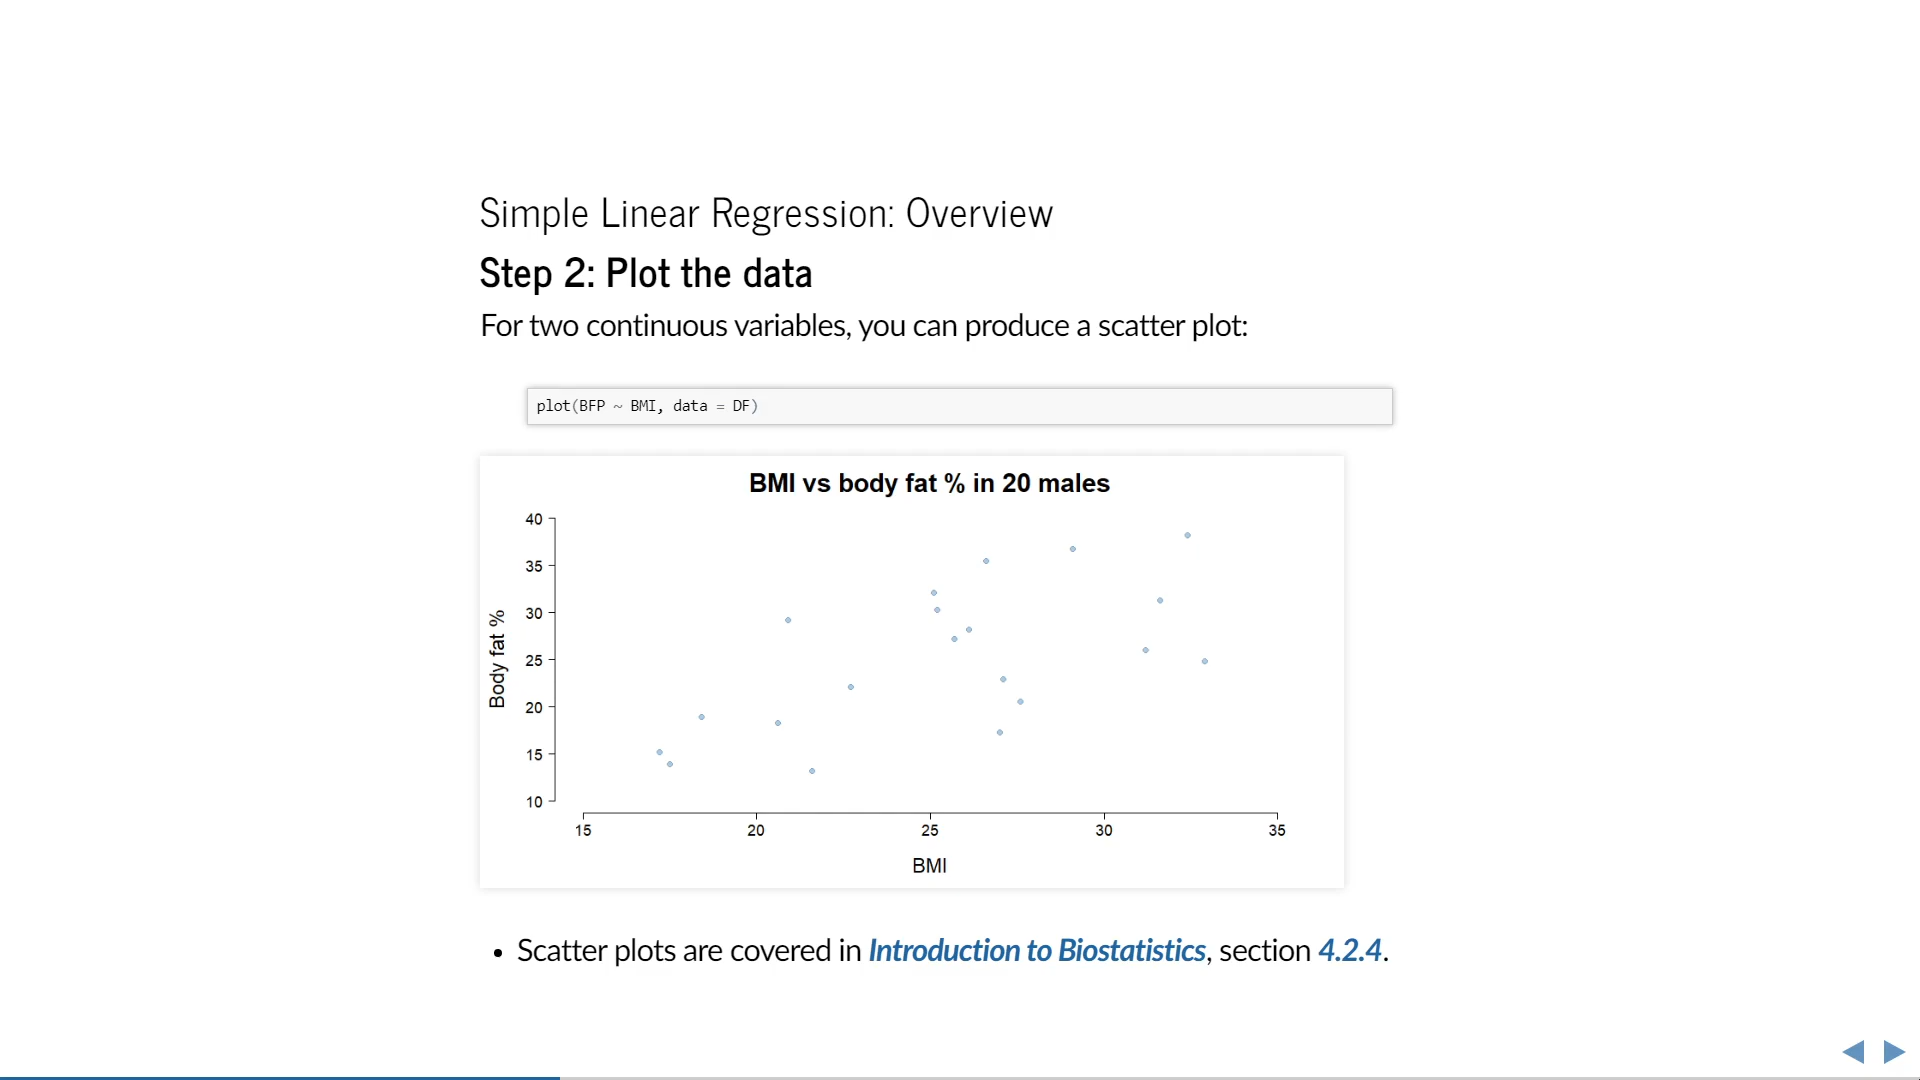 Simple Linear Regression: Overview
Step 2: Plot the data
For two continuous variables, you can produce a scatter plot:
plot(BFP ~ BMI, data = DF)
BMI vs body fat % in 20 males
40
35
30
25
20
15
10
Body fat %
15 20 25 30 35
BMI
• Scatter plots are covered in Introduction to Biostatistics, section 4.2.4.